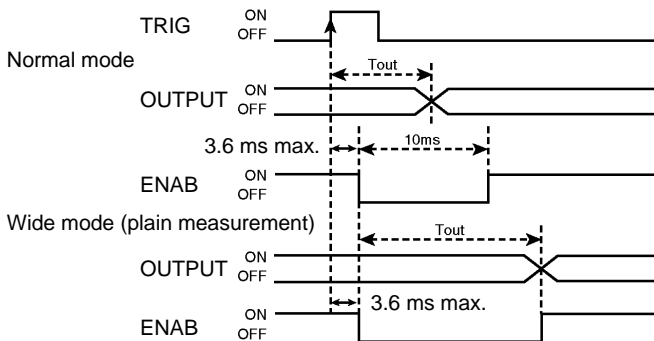 TRIG ON
OFF
Normal mode
Tout
OUTPUT ON
OFF
3.6 ms max. 10ms
ENAB ON
OFF
Wide mode (plain measurement)
Tout
OUTPUT ON
OFF
3.6 ms max.
ENAB ON
OFF